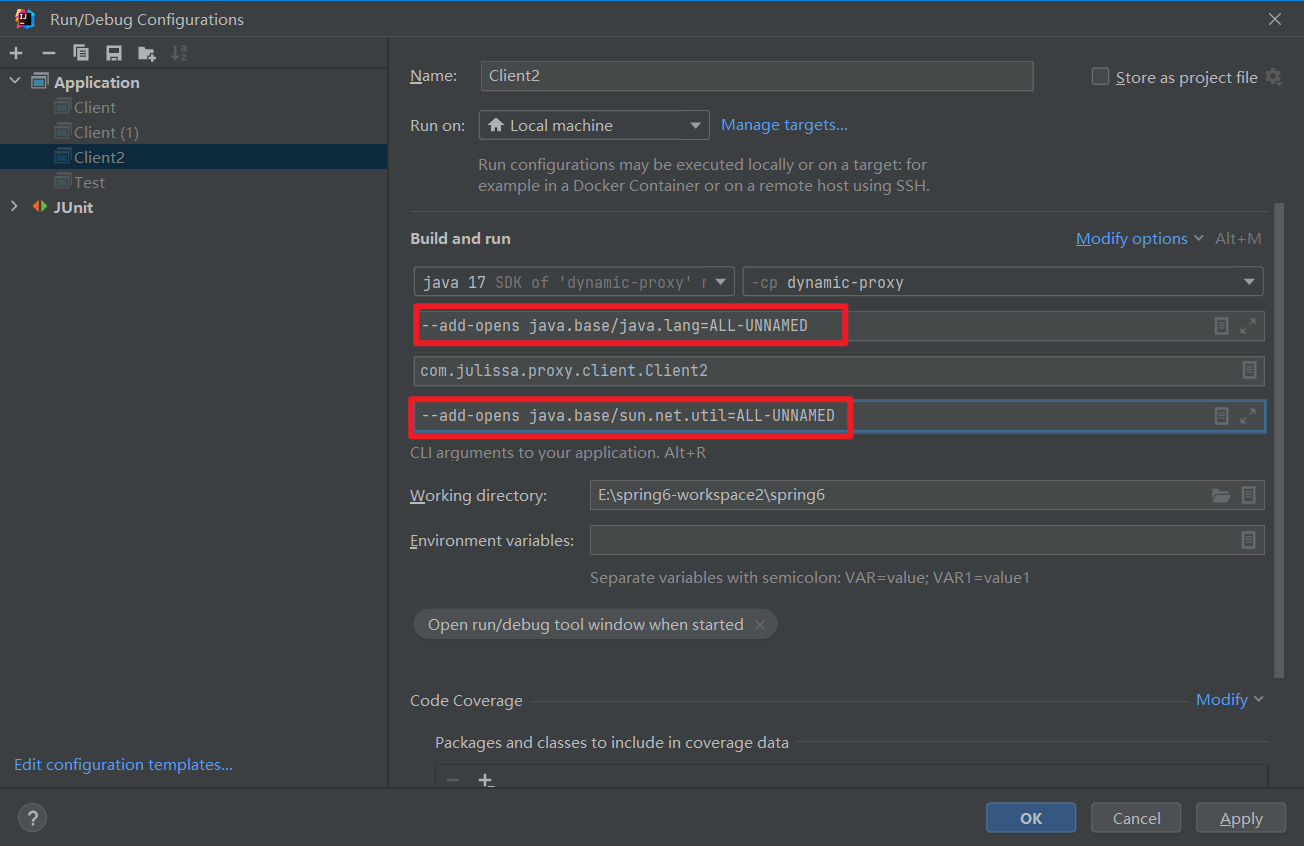 Run/Debug Configurations
Application
Client
Client (1)
Client2
Test
JUnit
Edit configuration templates...
Name:
Client2
Store as project file
Run on:
Local machine
Manage targets...
Run configurations may be executed locally or on a target: for
example in a Docker Container or on a remote host using SSH.
Build and run
Modify options
Alt+M
java 17 SDK of 'dynamic-proxy'
-cp dynamic-proxy
--add-opens java.base/java.lang=ALL-UNNAMED
com.julissa.proxy.client.Client2
--add-opens java.base/sun.net.util=ALL-UNNAMED
CLI arguments to your application. Alt+R
Working directory:
E:\spring6-workspace2\spring6
Environment variables:
Separate variables with semicolon: VAR=value; VAR1=value1
Open run/debug tool window when started
Code Coverage
Modify
Packages and classes to include in coverage data
?
OK
Cancel
Apply